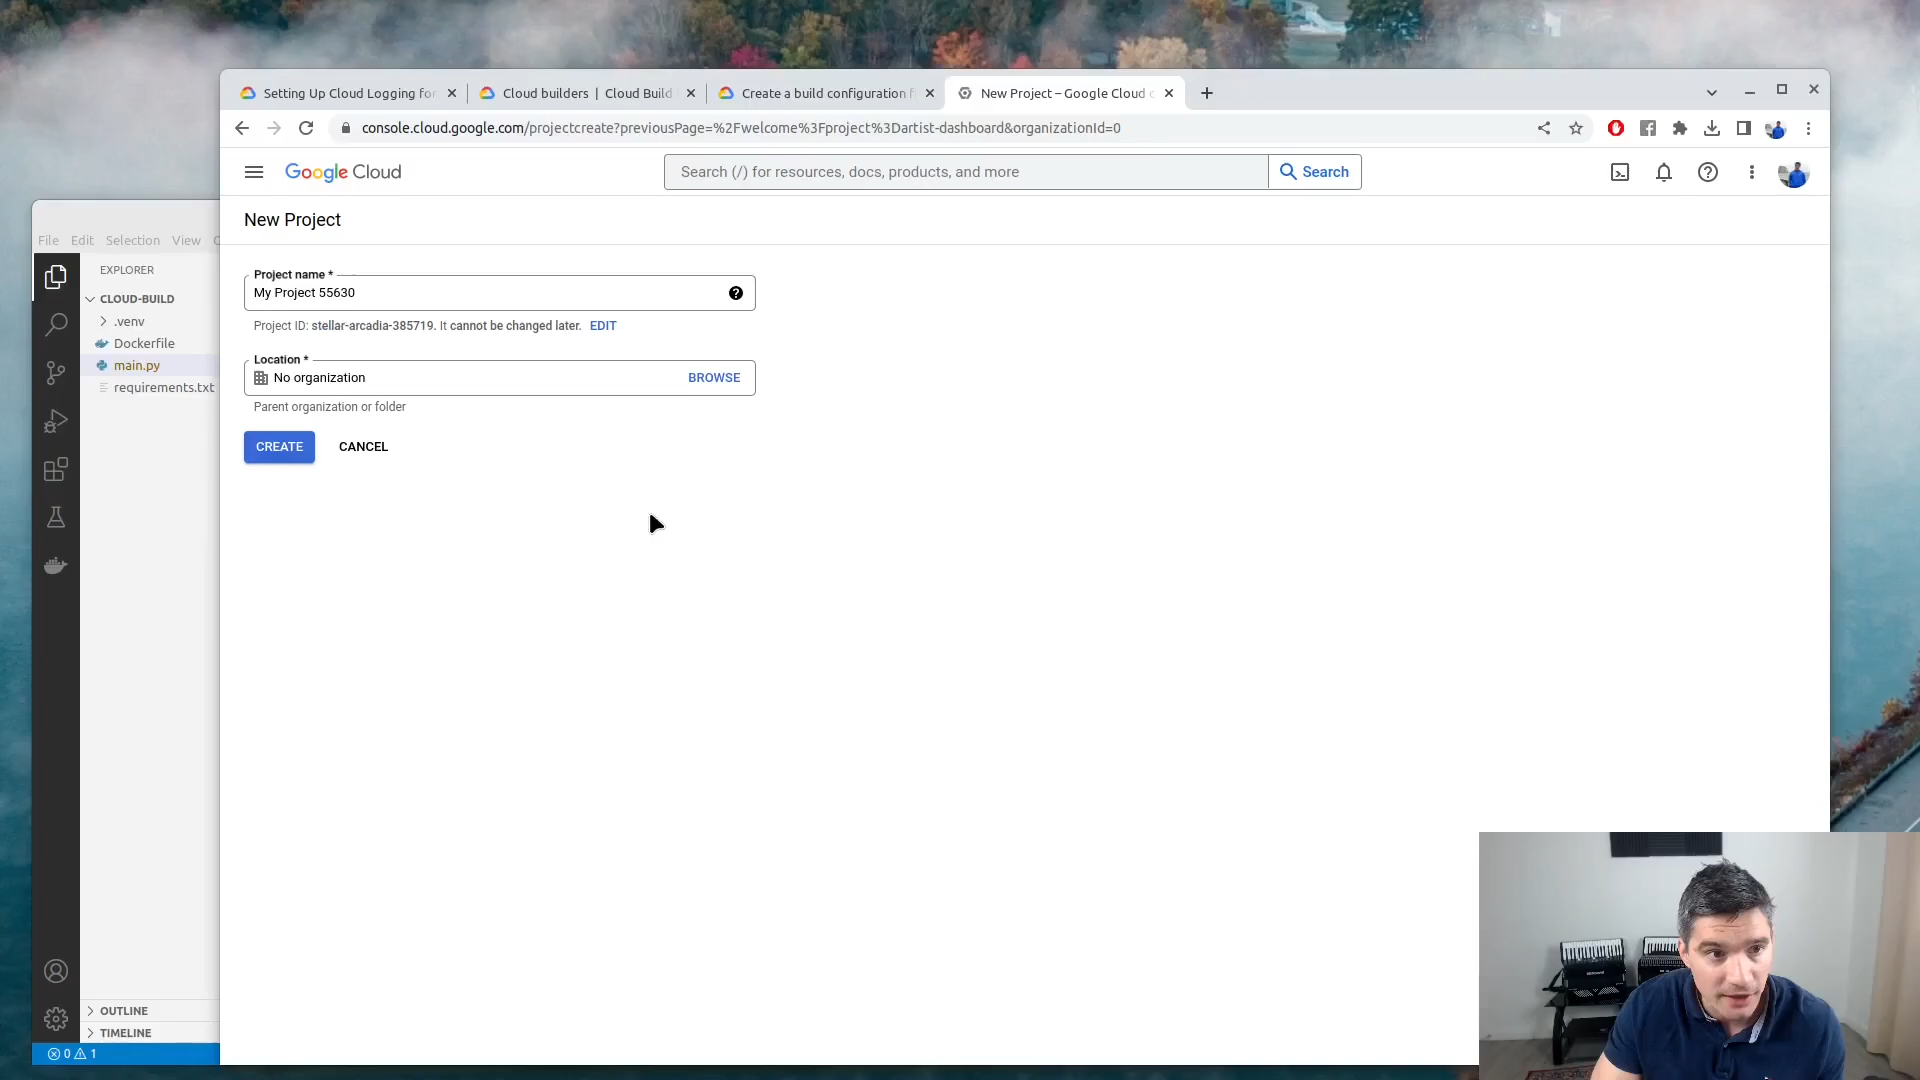 Setting Up Cloud Logging for
Cloud builders | Cloud Build
Create a build configuration f
New Project – Google Cloud c
console.cloud.google.com/projectcreate?previousPage=%2Fwelcome%3Fproject%3Dartist-dashboard&organizationId=0
Google Cloud
Search (/) for resources, docs, products, and more
Search
New Project
Project name *
My Project 55630
Project ID: stellar-arcadia-385719. It cannot be changed later. EDIT
Location *
No organization
BROWSE
Parent organization or folder
CREATE
CANCEL
File Edit Selection View
EXPLORER
CLOUD-BUILD
.venv
Dockerfile
main.py
requirements.txt
OUTLINE
TIMELINE
0 1